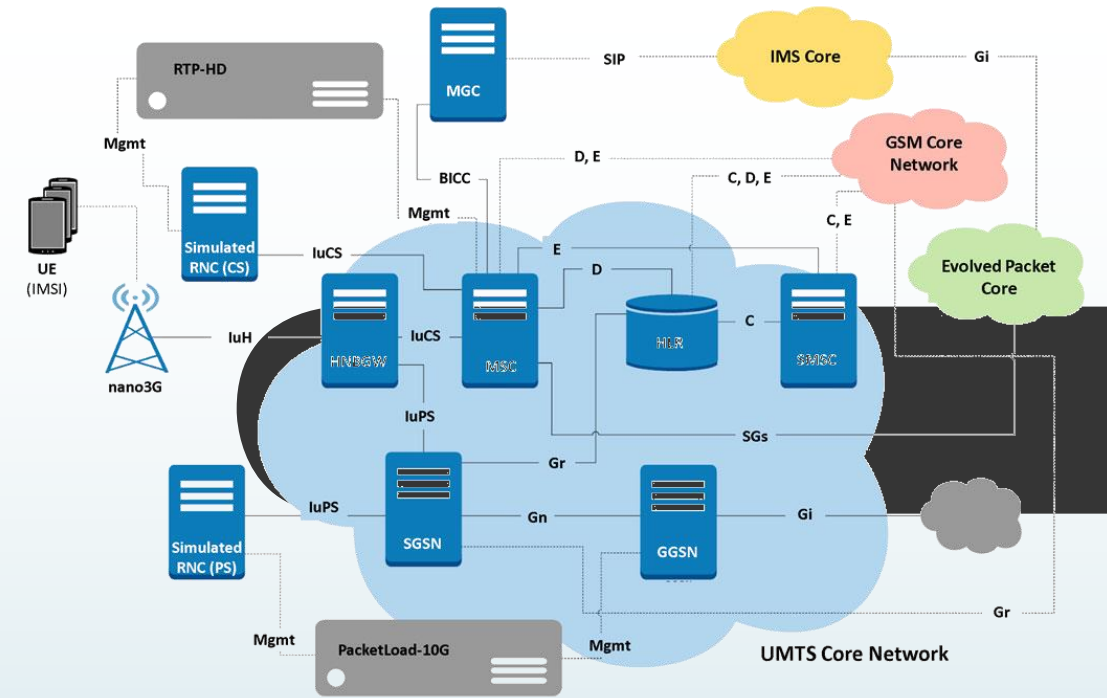 RTP-HD
MGC
SIP
IMS Core
Gi
Mgmt
GSM Core
Network
D, E
C, D, E
BICC
C, E
Mgmt
UE
(IMSI)
Simulated
RNC (CS)
IuCS
E
D
Evolved Packet
Core
IuH
IuCS
C
HNBGW
MSC
HLR
SMSC
nano3G
IuPS
SGs
Gr
IuPS
Gn
Gi
SGSN
GGSN
Simulated
RNC (PS)
Gr
Mgmt
PacketLoad-10G
Mgmt
UMTS Core Network